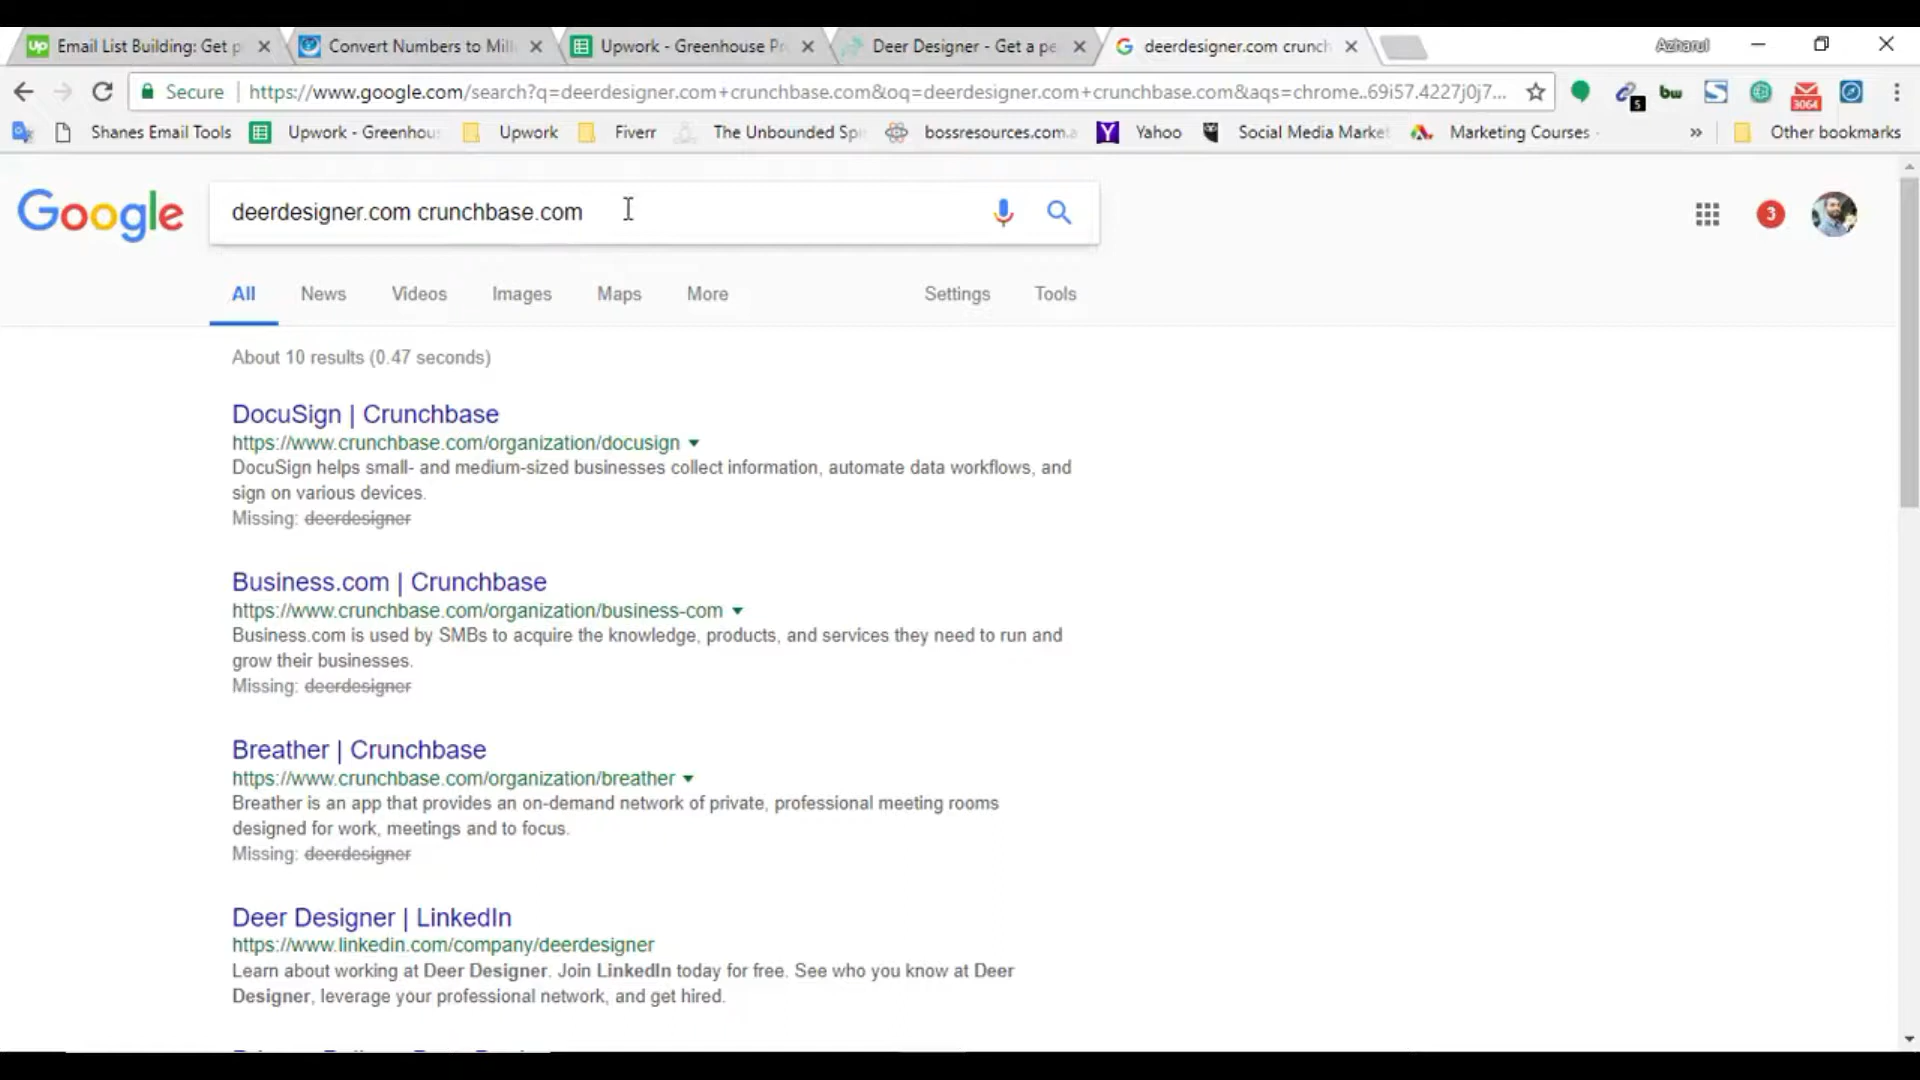 Email List Building: Get p
Convert Numbers to Mill
Upwork - Greenhouse Pr
Deer Designer - Get a pe
deerdesigner.com crunch
Azharul
Secure | https://www.google.com/search?q=deerdesigner.com+crunchbase.com&oq=deerdesigner.com+crunchbase.com&aqs=chrome..69i57.4227j0j7...
5
bw
3064
Shanes Email Tools
Upwork - Greenhou
Upwork
Fiverr
The Unbounded Spi
bossresources.com
Yahoo
Social Media Market
Marketing Courses
»
Other bookmarks
Google
deerdesigner.com crunchbase.com
3
All News Videos Images Maps More Settings Tools
About 10 results (0.47 seconds)
DocuSign | Crunchbase
https://www.crunchbase.com/organization/docusign
DocuSign helps small- and medium-sized businesses collect information, automate data workflows, and
sign on various devices.
Missing: deerdesigner
Business.com | Crunchbase
https://www.crunchbase.com/organization/business-com
Business.com is used by SMBs to acquire the knowledge, products, and services they need to run and
grow their businesses.
Missing: deerdesigner
Breather | Crunchbase
https://www.crunchbase.com/organization/breather
Breather is an app that provides an on-demand network of private, professional meeting rooms
designed for work, meetings and to focus.
Missing: deerdesigner
Deer Designer | LinkedIn
https://www.linkedin.com/company/deerdesigner
Learn about working at Deer Designer. Join LinkedIn today for free. See who you know at Deer
Designer, leverage your professional network, and get hired.